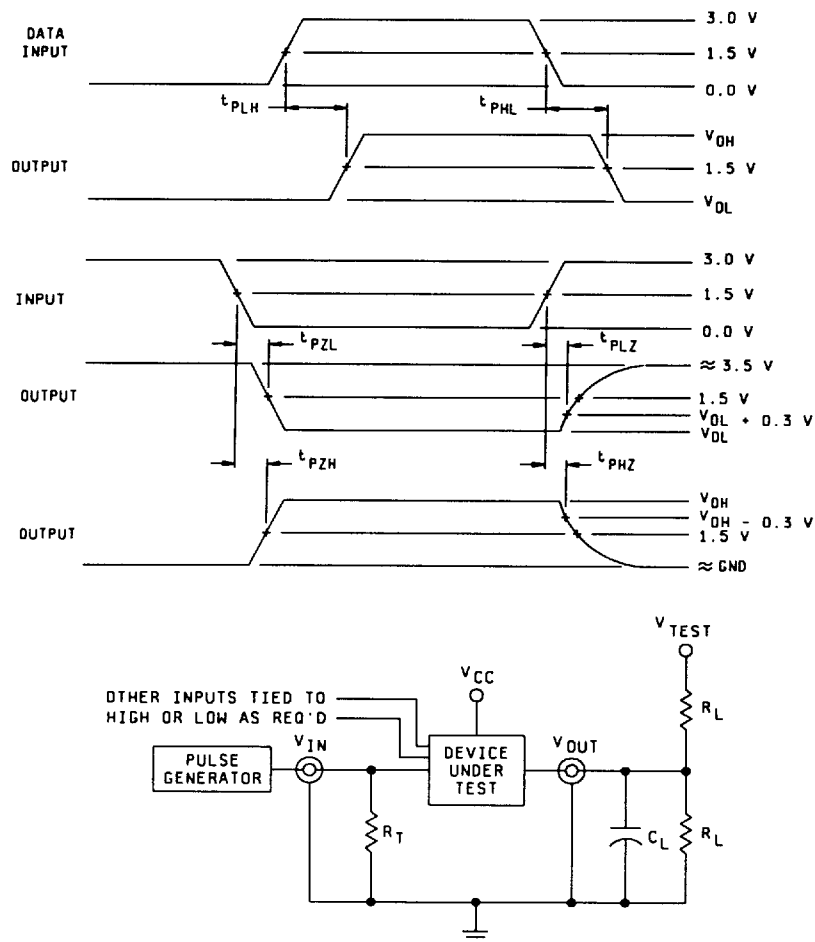 DATA
INPUT
3.0 V
1.5 V
0.0 V
tPLH
tPHL
OUTPUT
VOH
1.5 V
VOL
INPUT
3.0 V
1.5 V
0.0 V
tPZL
tPLZ
OUTPUT
≈ 3.5 V
1.5 V
VOL + 0.3 V
VOL
tPZH
tPHZ
OUTPUT
VOH
VOH - 0.3 V
1.5 V
≈ GND
VTEST
VCC
RL
OTHER INPUTS TIED TO
HIGH OR LOW AS REQ'D
VIN
VOUT
PULSE
GENERATOR
DEVICE
UNDER
TEST
RT
CL
RL